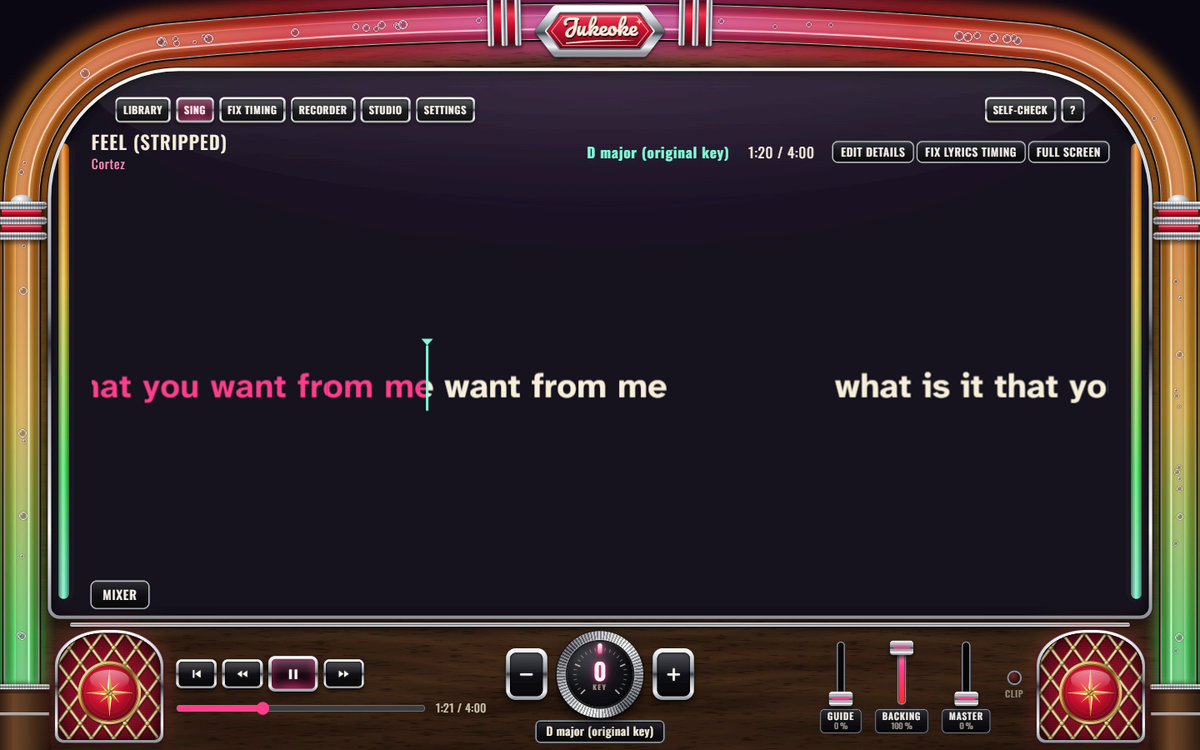 Jukeoke
LIBRARY SING FIX TIMING RECORDER STUDIO SETTINGS SELF-CHECK ?
FEEL (STRIPPED)
Cortez
D major (original key) 1:20 / 4:00 EDIT DETAILS FIX LYRICS TIMING FULL SCREEN
you want from me want from me what is it that yo
MIXER
0
KEY
1:21 / 4:00
D major (original key)
GUIDE BACKING MASTER
0 % 100 % 0 %
CLIP